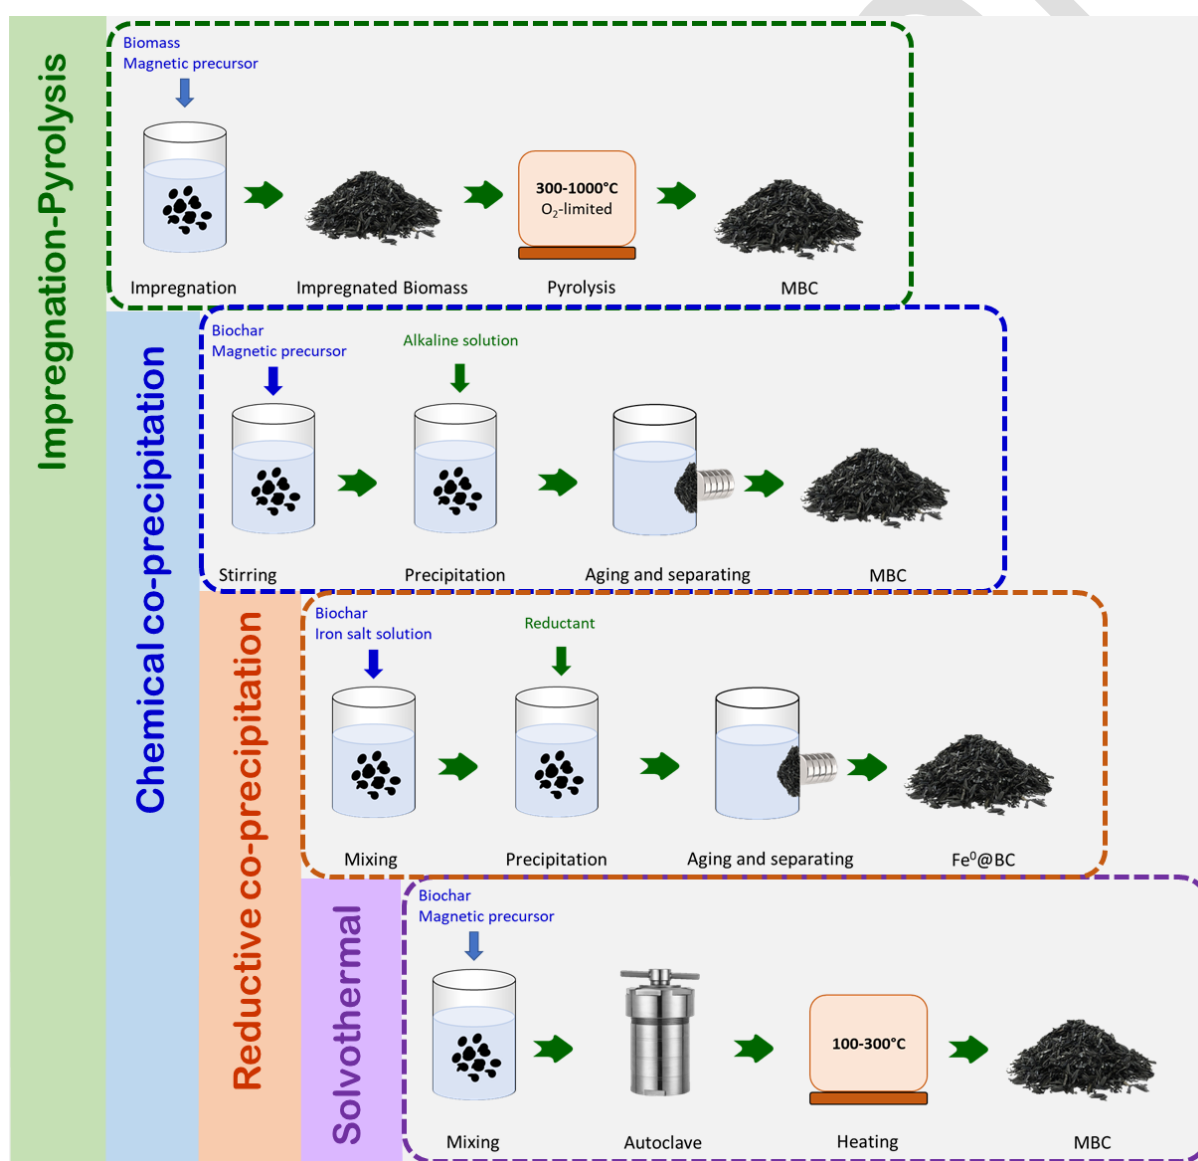 Impregnation-Pyrolysis
Biomass
Magnetic precursor
300-1000°C
O₂-limited
Impregnation
Impregnated Biomass
Pyrolysis
MBC
Chemical co-precipitation
Biochar
Magnetic precursor
Alkaline solution
Stirring
Precipitation
Aging and separating
MBC
Reductive co-precipitation
Biochar
Iron salt solution
Reductant
Mixing
Precipitation
Aging and separating
Fe⁰@BC
Solvothermal
Biochar
Magnetic precursor
100-300°C
Mixing
Autoclave
Heating
MBC